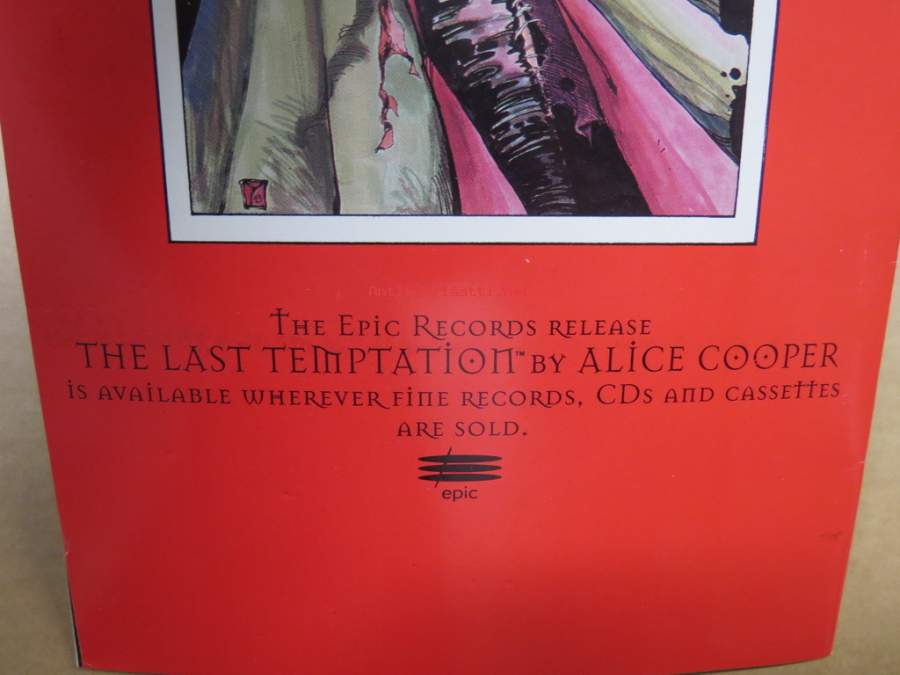 The Epic Records release
THE LAST TEMPTATION™ BY ALICE COOPER
is available wherever fine records, CDs and cassettes
are sold.
epic